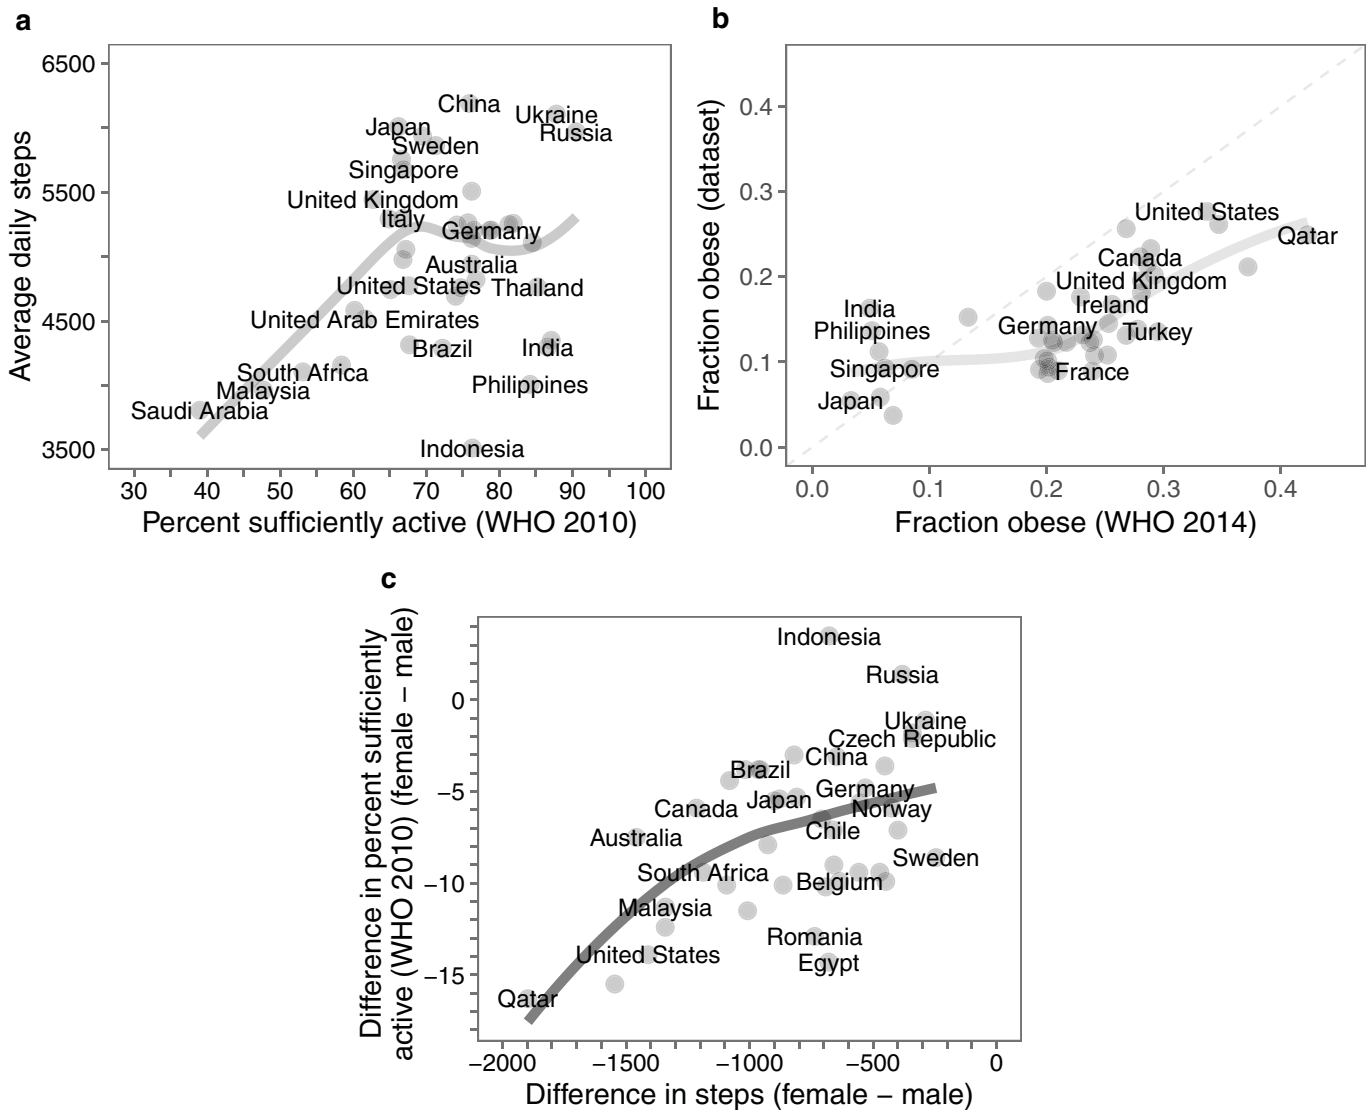 a
6500
5500
4500
3500
Average daily steps
China
Ukraine
Japan
Russia
Sweden
Singapore
United Kingdom
Italy
Germany
Australia
United States
Thailand
United Arab Emirates
Brazil
India
South Africa
Philippines
Malaysia
Saudi Arabia
Indonesia
30 40 50 60 70 80 90 100
Percent sufficiently active (WHO 2010)
b
0.4
0.3
0.2
0.1
0.0
Fraction obese (dataset)
United States
Qatar
Canada
United Kingdom
India
Ireland
Philippines
Germany
Turkey
Singapore
France
Japan
0.0 0.1 0.2 0.3 0.4
Fraction obese (WHO 2014)
c
0
−5
−10
−15
Difference in percent sufficiently
active (WHO 2010) (female − male)
Indonesia
Russia
Ukraine
Czech Republic
China
Brazil
Germany
Japan
Canada
Norway
Chile
Australia
Sweden
South Africa
Belgium
Malaysia
Romania
United States
Egypt
Qatar
−2000 −1500 −1000 −500 0
Difference in steps (female − male)